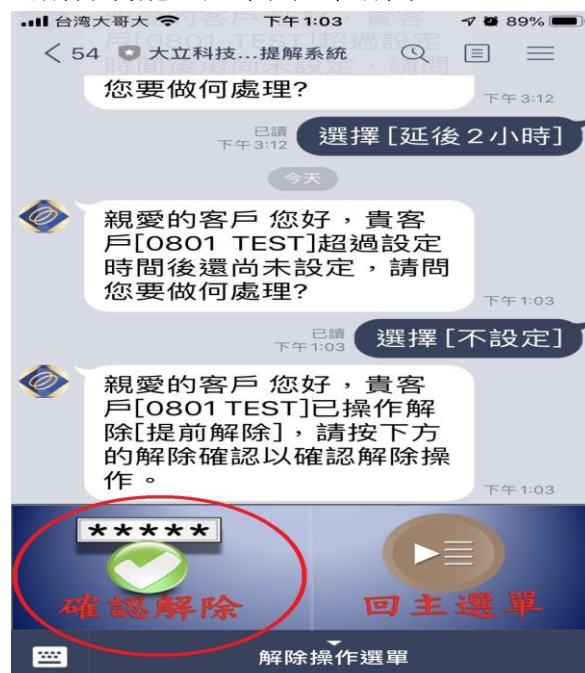 台湾大哥大 下午1:03 89%
54 大立科技...提解系統
您要做何處理?
下午 3:12
已讀
下午 3:12
選擇 [延後2小時]
今天
親愛的客戶 您好，貴客
戶[0801 TEST]超過設定
時間後還尚未設定，請問
您要做何處理?
下午 1:03
已讀
下午 1:03
選擇 [不設定]
親愛的客戶 您好，貴客
戶[0801 TEST]已操作解
除[提前解除]，請按下方
的解除確認以確認解除操
作。
下午 1:03
*****
確認解除
回主選單
解除操作選單